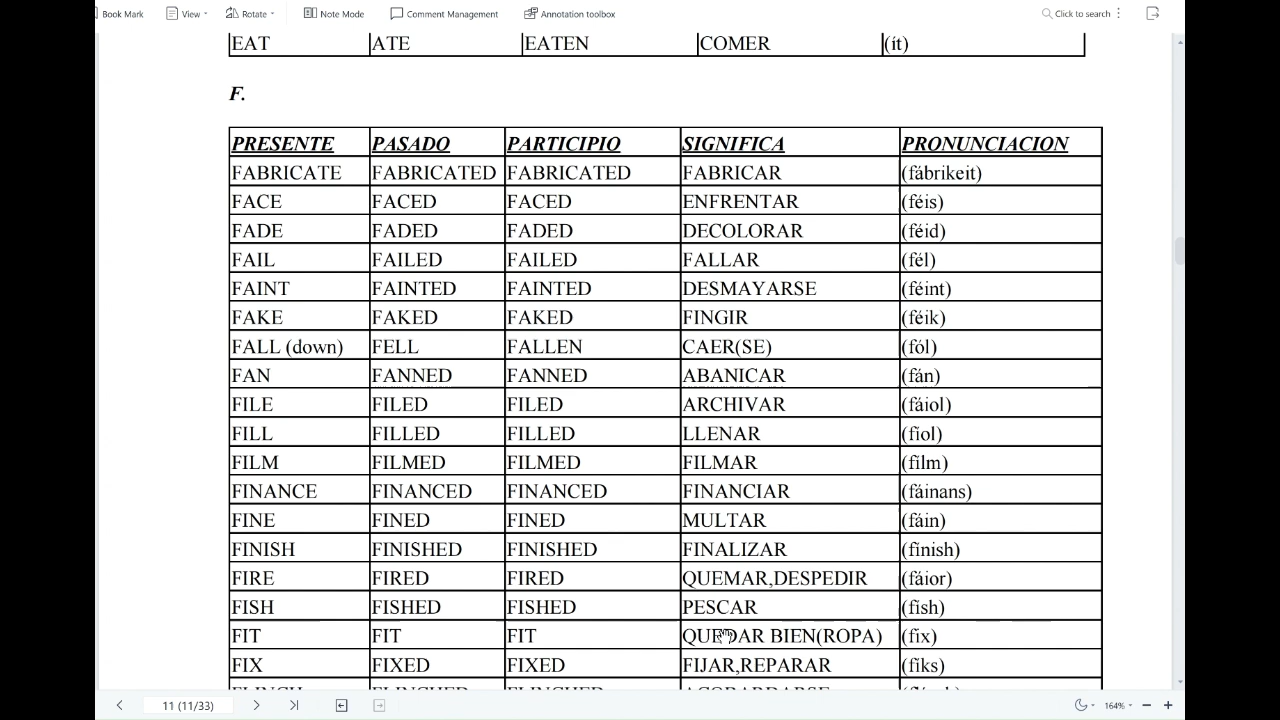 Book Mark View Rotate Note Mode Comment Management Annotation toolbox Click to search
EAT ATE EATEN COMER (ít)
F.
PRESENTE PASADO PARTICIPIO SIGNIFICA PRONUNCIACION
FABRICATE FABRICATED FABRICATED FABRICAR (fábrikeit)
FACE FACED FACED ENFRENTAR (féis)
FADE FADED FADED DECOLORAR (féid)
FAIL FAILED FAILED FALLAR (fél)
FAINT FAINTED FAINTED DESMAYARSE (féint)
FAKE FAKED FAKED FINGIR (féik)
FALL (down) FELL FALLEN CAER(SE) (fól)
FAN FANNED FANNED ABANICAR (fán)
FILE FILED FILED ARCHIVAR (fáiol)
FILL FILLED FILLED LLENAR (fíol)
FILM FILMED FILMED FILMAR (film)
FINANCE FINANCED FINANCED FINANCIAR (fáinans)
FINE FINED FINED MULTAR (fáin)
FINISH FINISHED FINISHED FINALIZAR (fínish)
FIRE FIRED FIRED QUEMAR,DESPEDIR (fáior)
FISH FISHED FISHED PESCAR (fish)
FIT FIT FIT QUEDAR BIEN(ROPA) (fix)
FIX FIXED FIXED FIJAR,REPARAR (fiks)
FLINCH FLINCHED FLINCHED ACOBARDARSE
11 (11/33) 164%